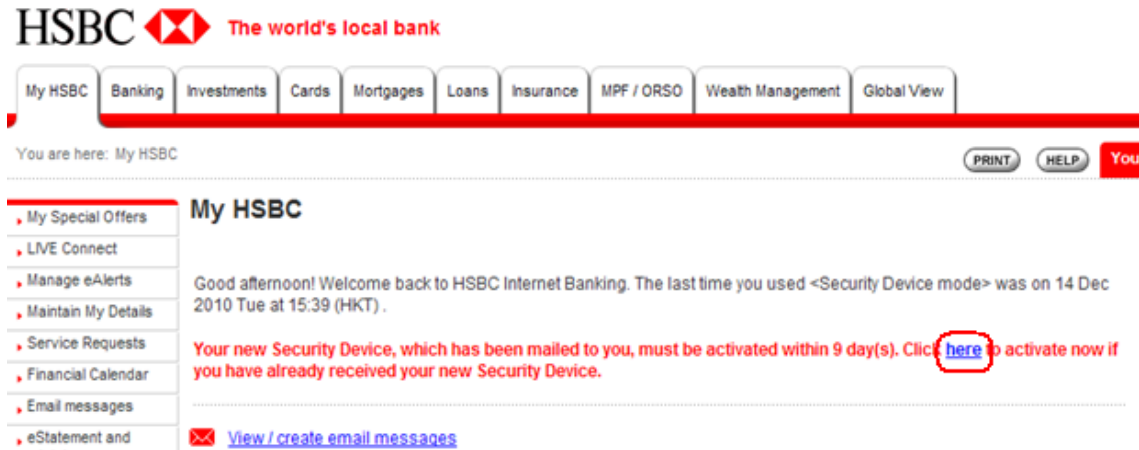 HSBC The world's local bank
My HSBC Banking Investments Cards Mortgages Loans Insurance MPF / ORSO Wealth Management Global View
You are here: My HSBC
PRINT HELP You
My Special Offers
LIVE Connect
Manage eAlerts
Maintain My Details
Service Requests
Financial Calendar
Email messages
eStatement and
My HSBC
Good afternoon! Welcome back to HSBC Internet Banking. The last time you used <Security Device mode> was on 14 Dec
2010 Tue at 15:39 (HKT) .
Your new Security Device, which has been mailed to you, must be activated within 9 day(s). Click here to activate now if
you have already received your new Security Device.
View / create email messages